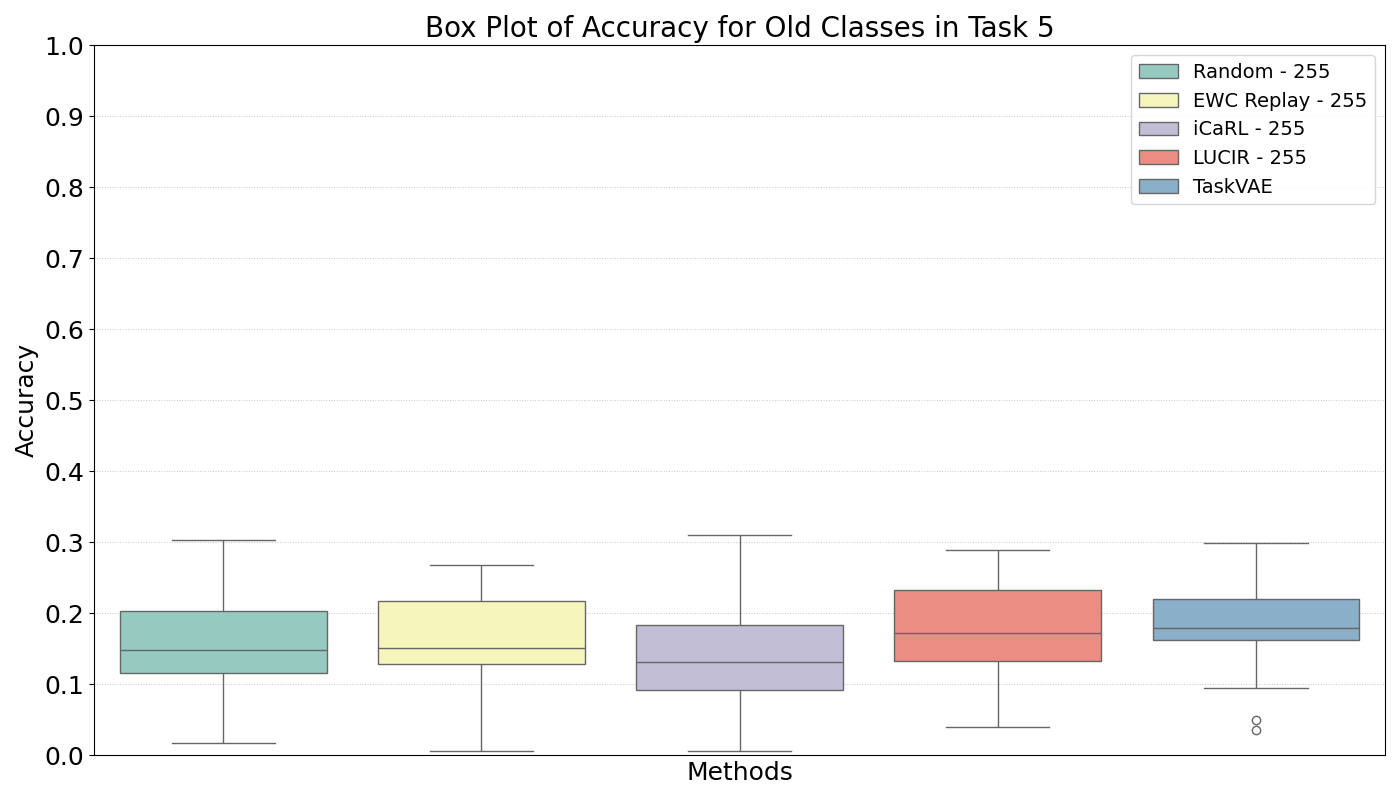 Box Plot of Accuracy for Old Classes in Task 5
1.0
0.9
0.8
0.7
0.6
0.5
0.4
0.3
0.2
0.1
0.0
Accuracy
Methods
Random - 255
EWC Replay - 255
iCaRL - 255
LUCIR - 255
TaskVAE